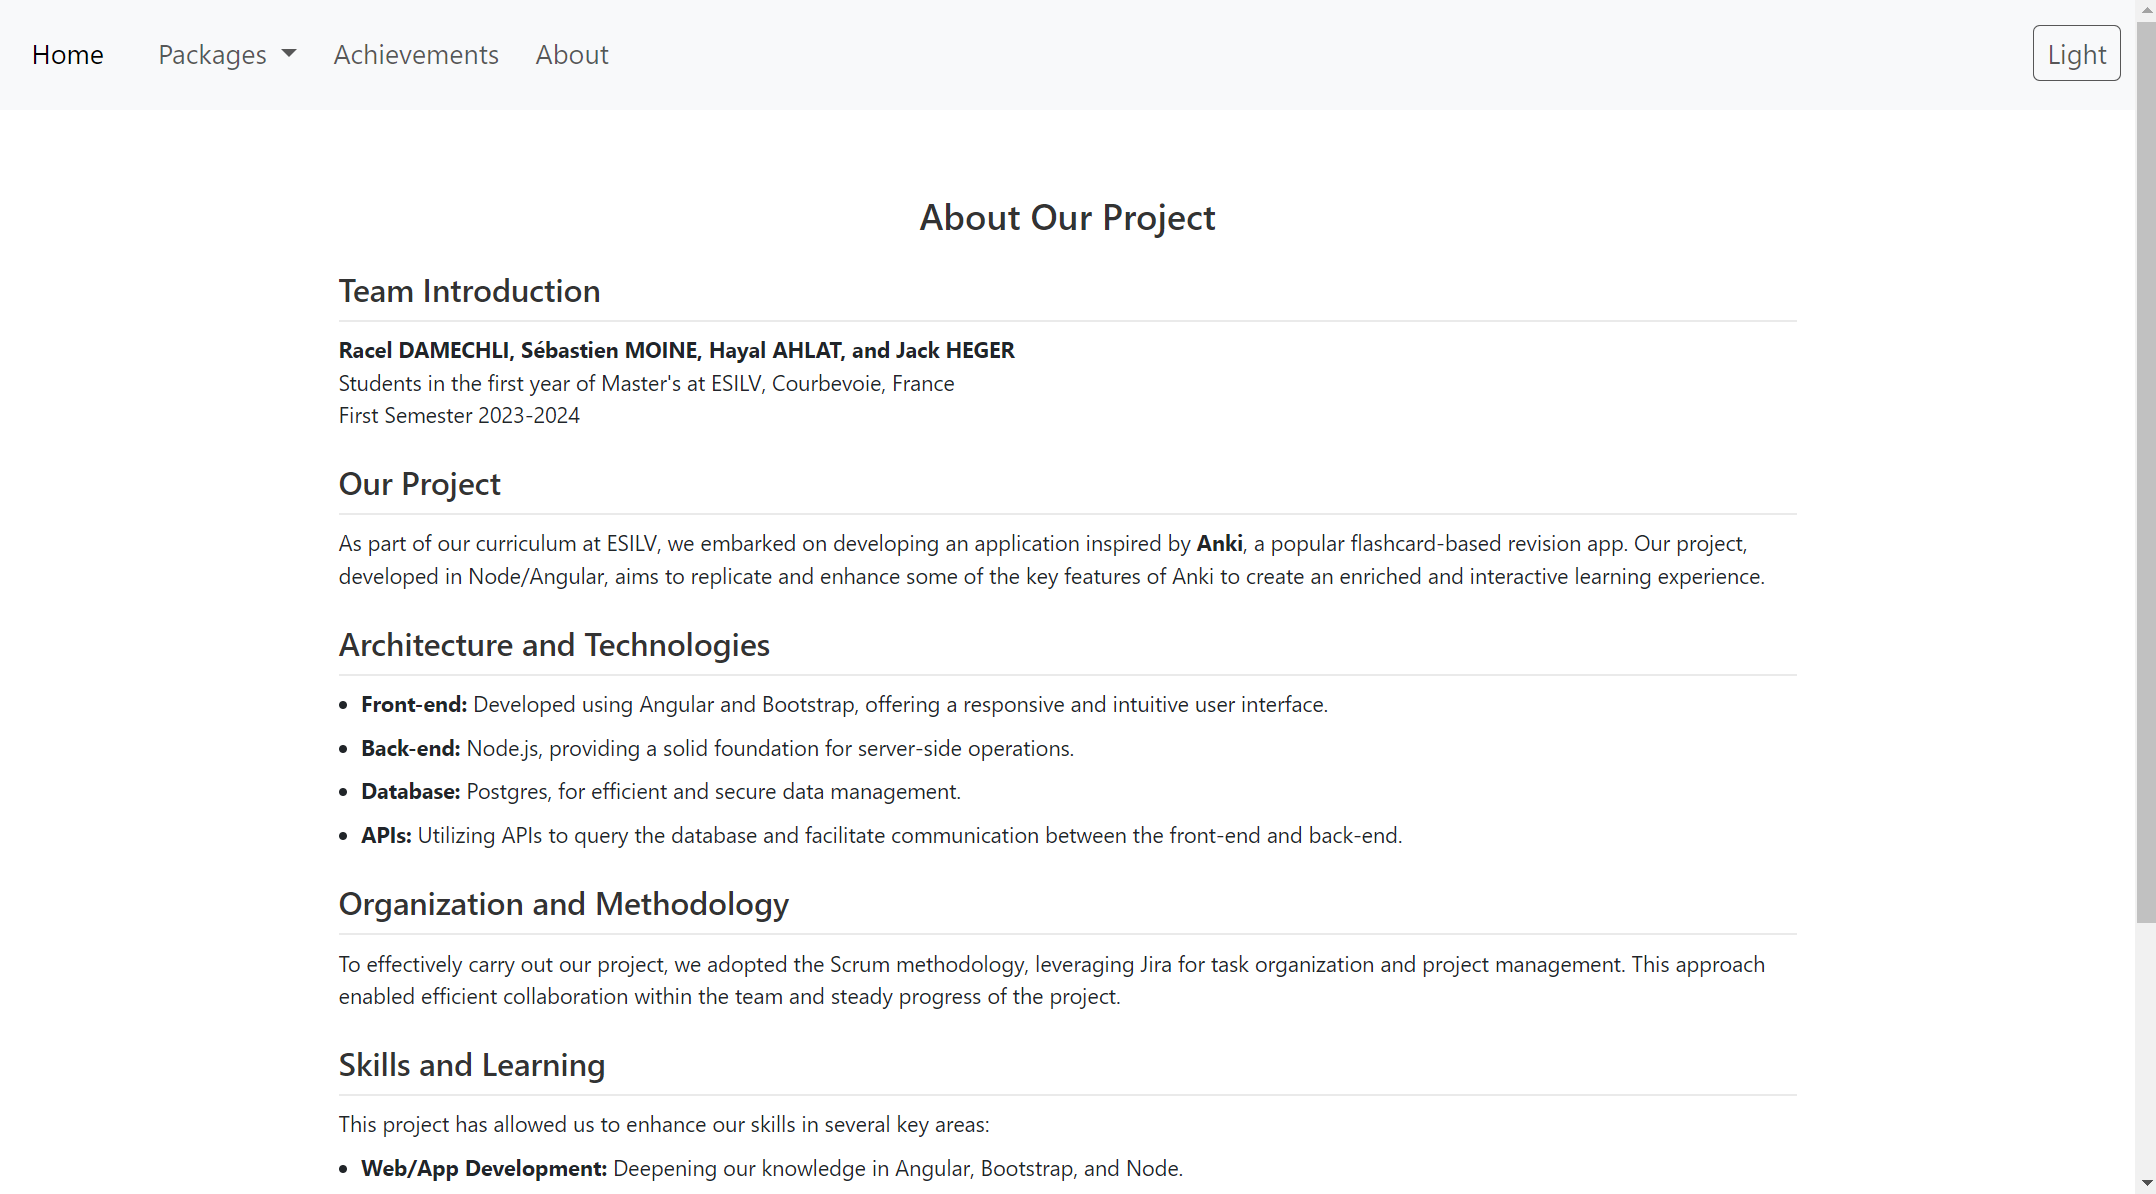 Home Packages Achievements About Light
About Our Project
Team Introduction
Racel DAMECHLI, Sébastien MOINE, Hayal AHLAT, and Jack HEGER
Students in the first year of Master's at ESILV, Courbevoie, France
First Semester 2023-2024
Our Project
As part of our curriculum at ESILV, we embarked on developing an application inspired by Anki, a popular flashcard-based revision app. Our project,
developed in Node/Angular, aims to replicate and enhance some of the key features of Anki to create an enriched and interactive learning experience.
Architecture and Technologies
• Front-end: Developed using Angular and Bootstrap, offering a responsive and intuitive user interface.
• Back-end: Node.js, providing a solid foundation for server-side operations.
• Database: Postgres, for efficient and secure data management.
• APIs: Utilizing APIs to query the database and facilitate communication between the front-end and back-end.
Organization and Methodology
To effectively carry out our project, we adopted the Scrum methodology, leveraging Jira for task organization and project management. This approach
enabled efficient collaboration within the team and steady progress of the project.
Skills and Learning
This project has allowed us to enhance our skills in several key areas:
• Web/App Development: Deepening our knowledge in Angular, Bootstrap, and Node.